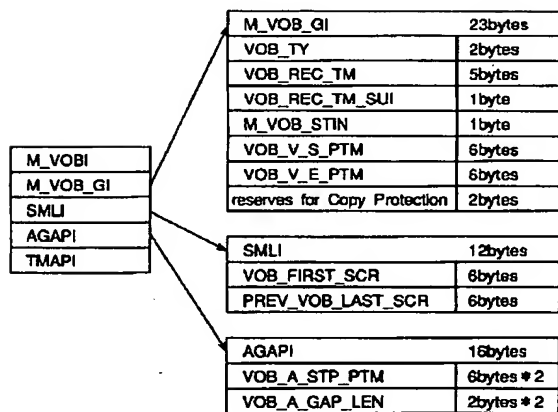 M_VOBI
M_VOB_GI
SMLI
AGAPI
TMAPI
M_VOB_GI 23bytes
VOB_TY 2bytes
VOB_REC_TM 5bytes
VOB_REC_TM_SUI 1byte
M_VOB_STIN 1byte
VOB_V_S_PTM 6bytes
VOB_V_E_PTM 6bytes
reserves for Copy Protection 2bytes
SMLI 12bytes
VOB_FIRST_SCR 6bytes
PREV_VOB_LAST_SCR 6bytes
AGAPI 16bytes
VOB_A_STP_PTM 6bytes*2
VOB_A_GAP_LEN 2bytes*2